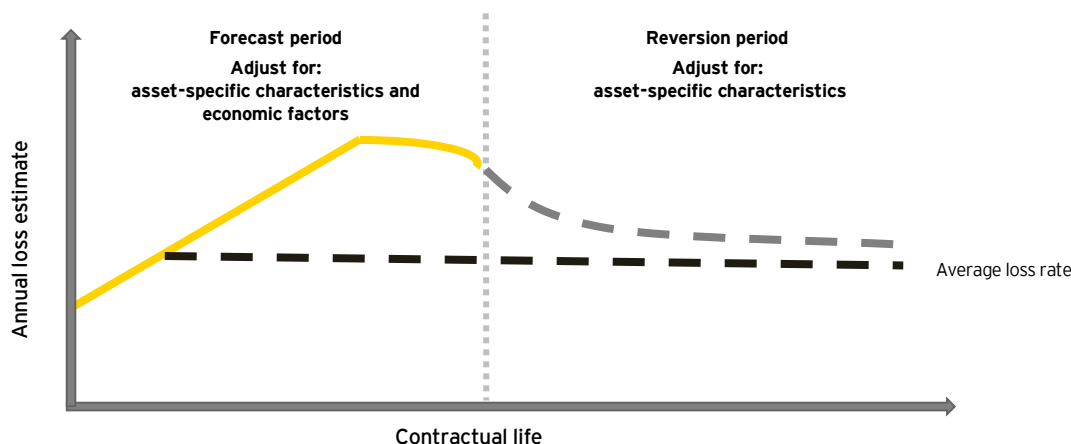 Forecast period
Adjust for:
asset-specific characteristics and
economic factors
Reversion period
Adjust for:
asset-specific characteristics
Annual loss estimate
Average loss rate
Contractual life